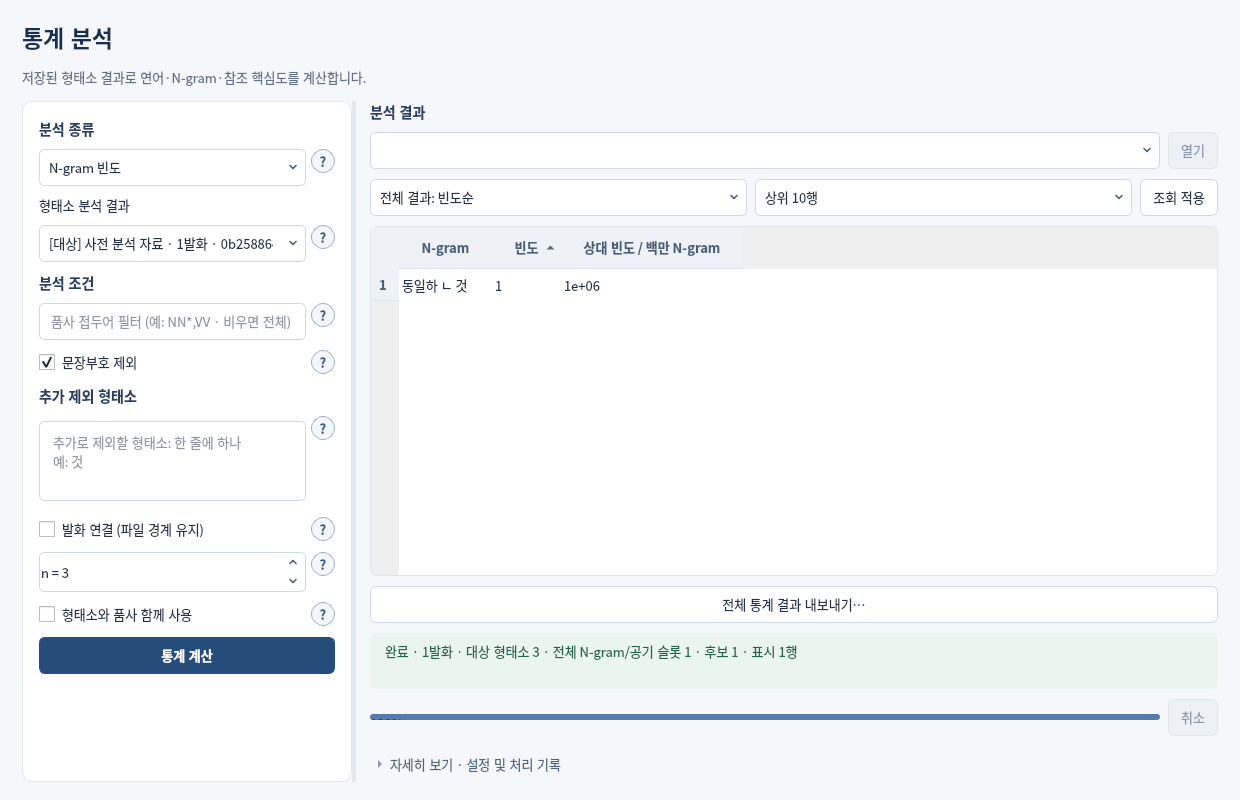 통계 분석
저장된 형태소 결과로 연어·N-gram·참조 핵심도를 계산합니다.
분석 종류
N-gram 빈도
?
형태소 분석 결과
[대상] 사전 분석 자료 · 1발화 · 0b25886
?
분석 조건
품사 접두어 필터 (예: NN*,VV · 비우면 전체)
?
문장부호 제외
?
추가 제외 형태소
추가로 제외할 형태소: 한 줄에 하나
예: 것
?
발화 연결 (파일 경계 유지)
?
n = 3
?
형태소와 품사 함께 사용
?
통계 계산
분석 결과
열기
전체 결과: 빈도순
상위 10행
조회 적용
N-gram 빈도 상대 빈도 / 백만 N-gram
1 동일하 ㄴ 것 1 1e+06
전체 통계 결과 내보내기…
완료 · 1발화 · 대상 형태소 3 · 전체 N-gram/공기 슬롯 1 · 후보 1 · 표시 1행
취소
자세히 보기 · 설정 및 처리 기록